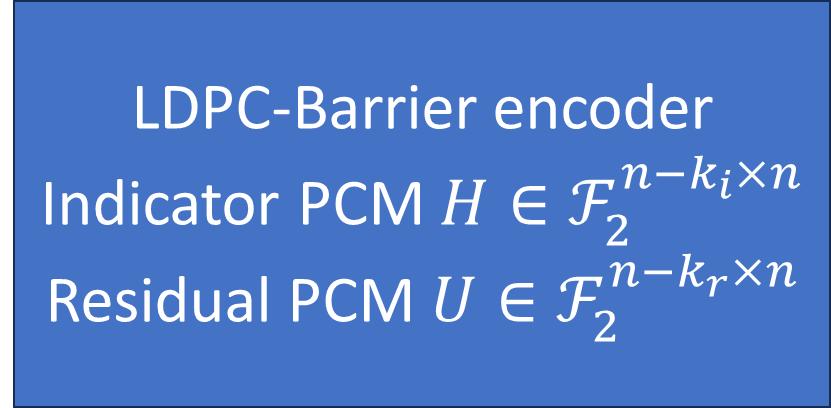 LDPC-Barrier encoder
Indicator PCM 𝐻 ∈ ℱ₂^{𝑛−𝑘ᵢ×𝑛}
Residual PCM 𝑈 ∈ ℱ₂^{𝑛−𝑘ᵣ×𝑛}